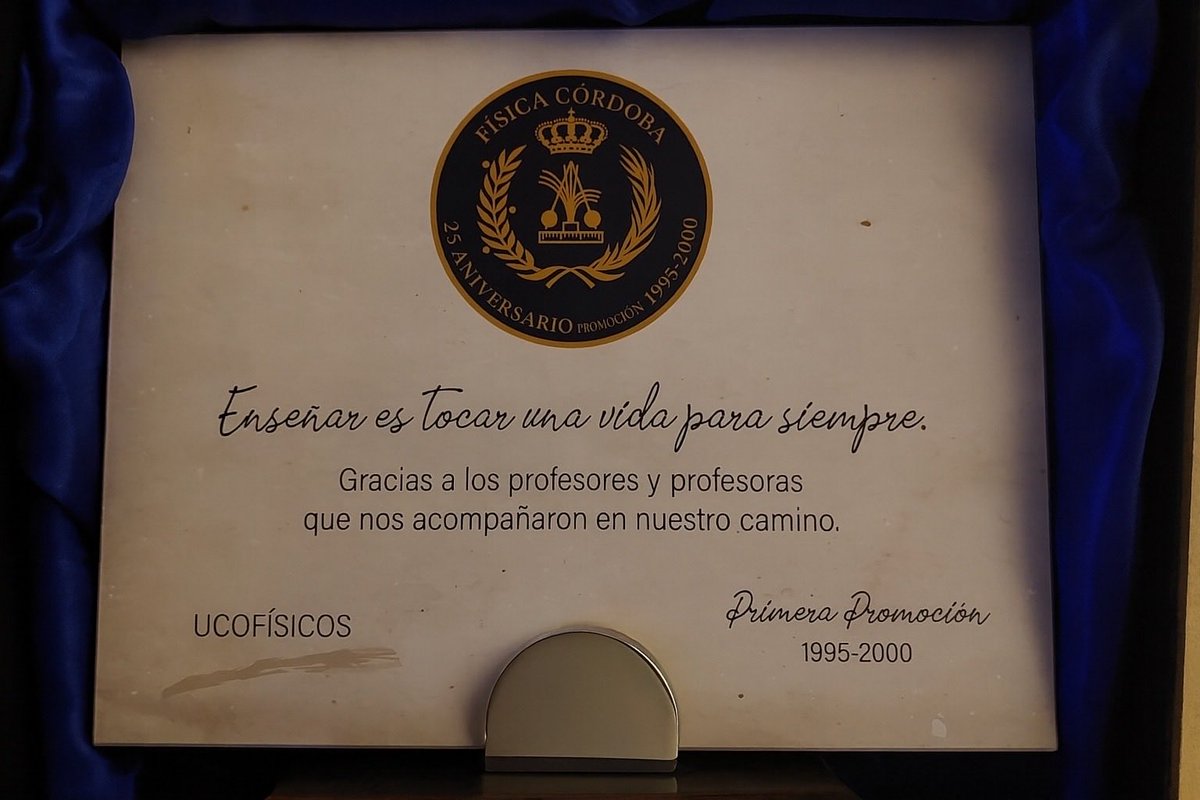 FÍSICA CÓRDOBA
25 ANIVERSARIO PROMOCIÓN 1995-2000
Enseñar es tocar una vida para siempre.
Gracias a los profesores y profesoras
que nos acompañaron en nuestro camino.
UCOFÍSICOS
Primera Promoción
1995-2000